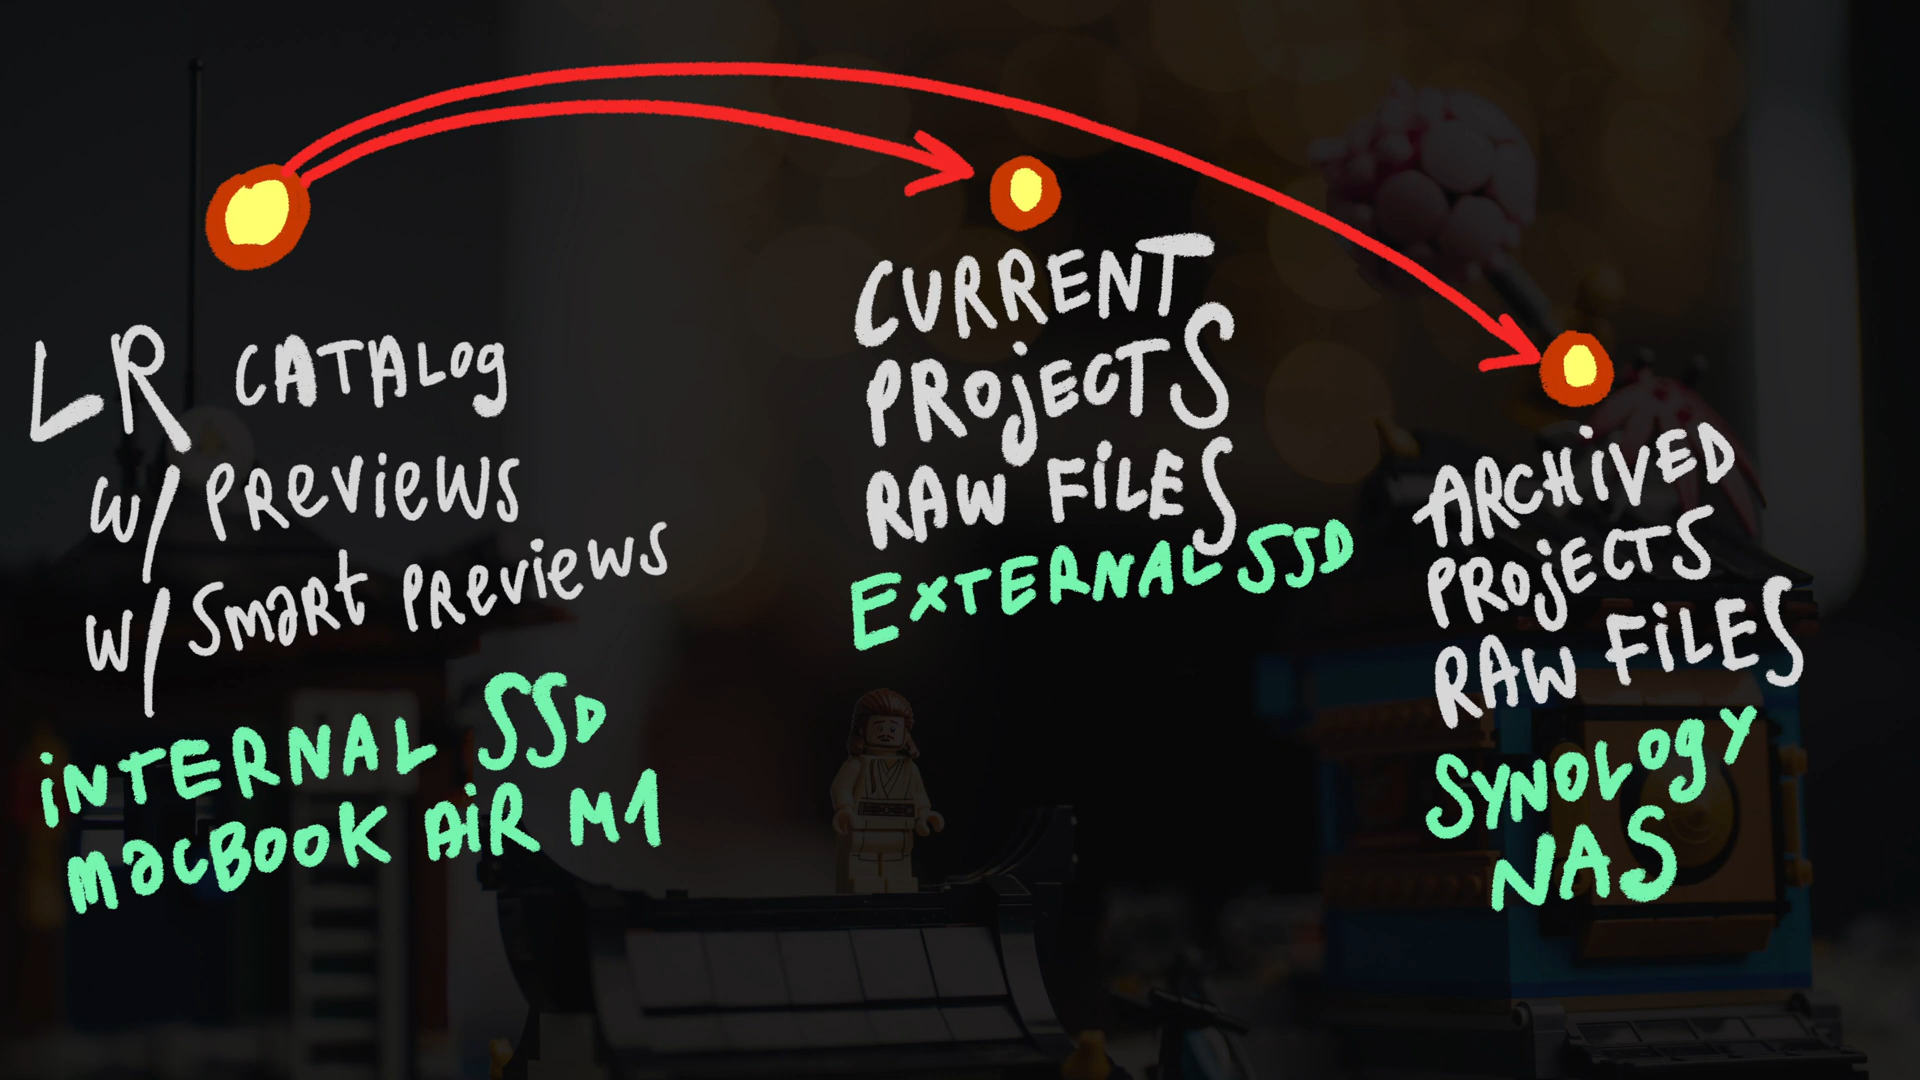 LR CATALOG
W/ PREVIEWS
W/ SMART PREVIEWS
INTERNAL SSD
MACBOOK AIR M1
CURRENT
PROJECTS
RAW FILES
EXTERNAL SSD
ARCHIVED
PROJECTS
RAW FILES
SYNOLOGY
NAS